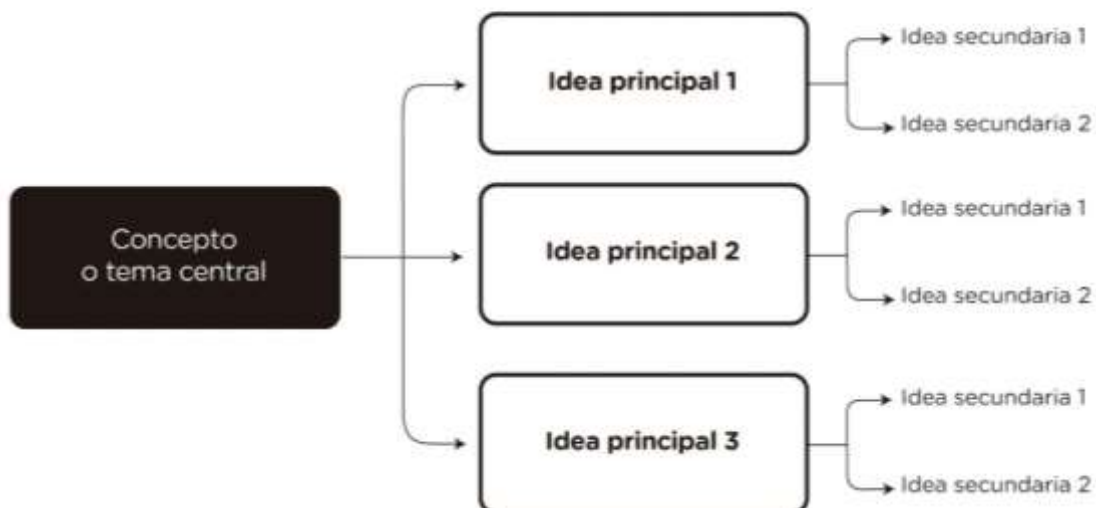 Idea secundaria 1
Idea principal 1
Idea secundaria 2
Concepto
o tema central
Idea secundaria 1
Idea principal 2
Idea secundaria 2
Idea secundaria 1
Idea principal 3
Idea secundaria 2